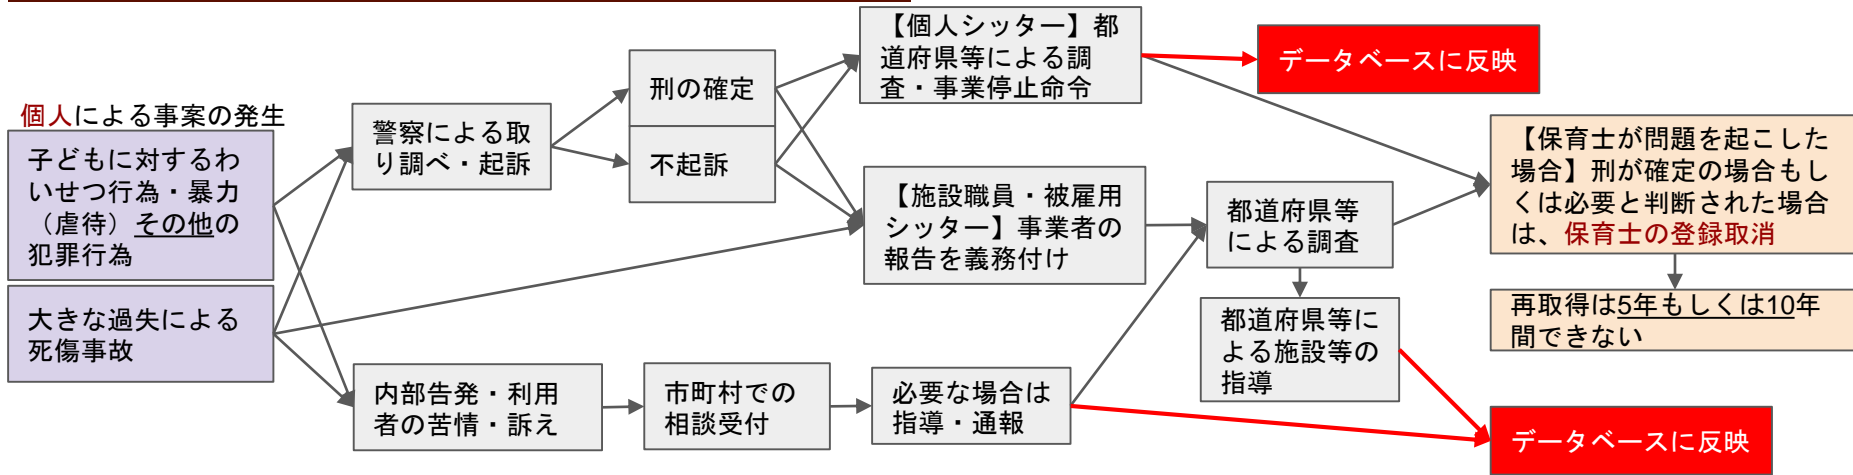 個人による事案の発生
子どもに対するわ
いせつ行為・暴力
（虐待）その他の
犯罪行為
大きな過失による
死傷事故
警察による取
り調べ・起訴
刑の確定
不起訴
【個人シッター】都
道府県等による調
査・事業停止命令
データベースに反映
【施設職員・被雇用
シッター】事業者の
報告を義務付け
都道府県等
による調査
【保育士が問題を起こした
場合】刑が確定の場合もし
くは必要と判断された場合
は、保育士の登録取消
再取得は5年もしくは10年
間できない
都道府県等に
よる施設等の
指導
内部告発・利用
者の苦情・訴え
市町村での
相談受付
必要な場合は
指導・通報
データベースに反映